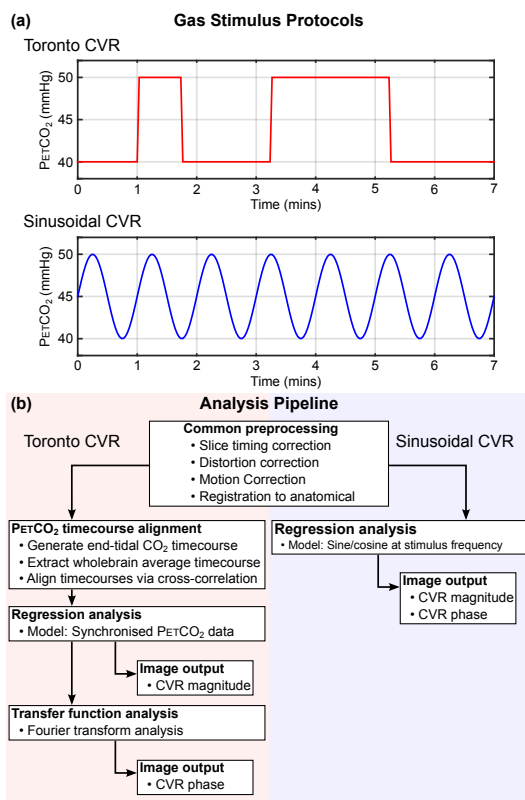 (a) Gas Stimulus Protocols
Toronto CVR
50
40
PETCO2 (mmHg)
0 1 2 3 4 5 6 7
Time (mins)
Sinusoidal CVR
50
45
40
PETCO2 (mmHg)
0 1 2 3 4 5 6 7
Time (mins)
(b) Analysis Pipeline
Toronto CVR
Sinusoidal CVR
Common preprocessing
• Slice timing correction
• Distortion correction
• Motion Correction
• Registration to anatomical
PETCO2 timecourse alignment
• Generate end-tidal CO2 timecourse
• Extract wholebrain average timecourse
• Align timecourses via cross-correlation
Regression analysis
• Model: Synchronised PETCO2 data
Image output
• CVR magnitude
Transfer function analysis
• Fourier transform analysis
Image output
• CVR phase
Regression analysis
• Model: Sine/cosine at stimulus frequency
Image output
• CVR magnitude
• CVR phase